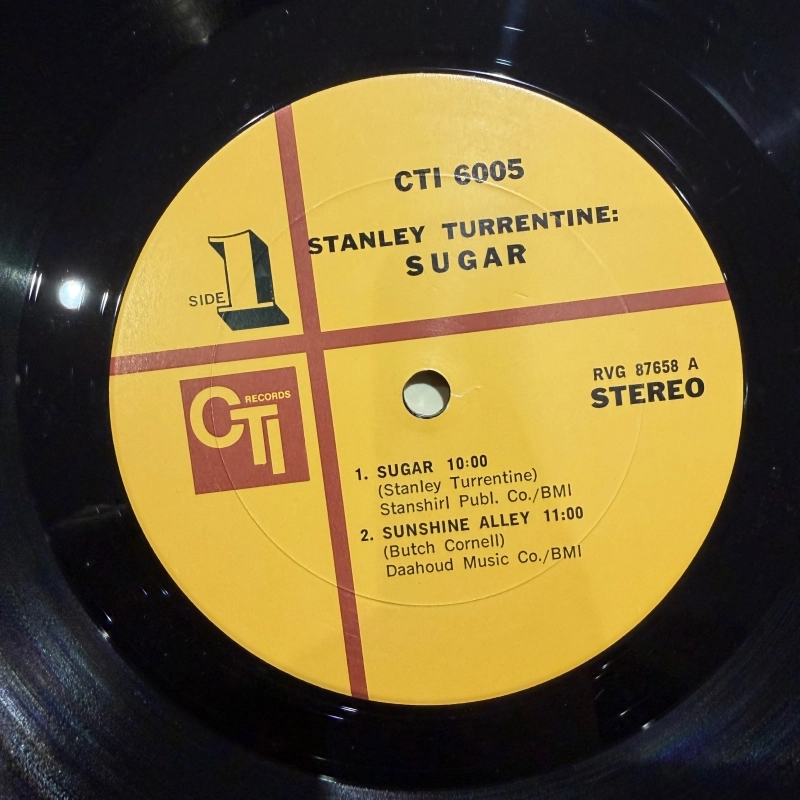 CTI 6005
STANLEY TURRENTINE:
SUGAR
SIDE 1
CTI RECORDS
RVG 87658 A
STEREO
1. SUGAR 10:00
(Stanley Turrentine)
Stanshirl Publ. Co./BMI
2. SUNSHINE ALLEY 11:00
(Butch Cornell)
Daahoud Music Co./BMI